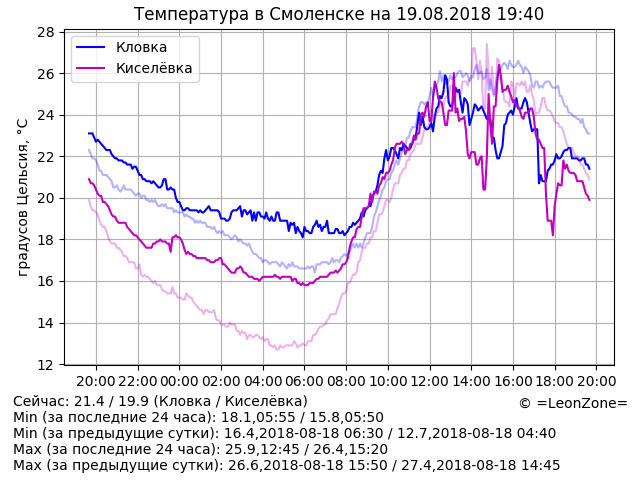 Температура в Смоленске на 19.08.2018 19:40
градусов Цельсия, °C
28
26
24
22
20
18
16
14
12
Кловка
Киселёвка
20:00 22:00 00:00 02:00 04:00 06:00 08:00 10:00 12:00 14:00 16:00 18:00 20:00
Сейчас: 21.4 / 19.9 (Кловка / Киселёвка)
© =LeonZone=
Min (за последние 24 часа): 18.1,05:55 / 15.8,05:50
Min (за предыдущие сутки): 16.4,2018-08-18 06:30 / 12.7,2018-08-18 04:40
Max (за последние 24 часа): 25.9,12:45 / 26.4,15:20
Max (за предыдущие сутки): 26.6,2018-08-18 15:50 / 27.4,2018-08-18 14:45